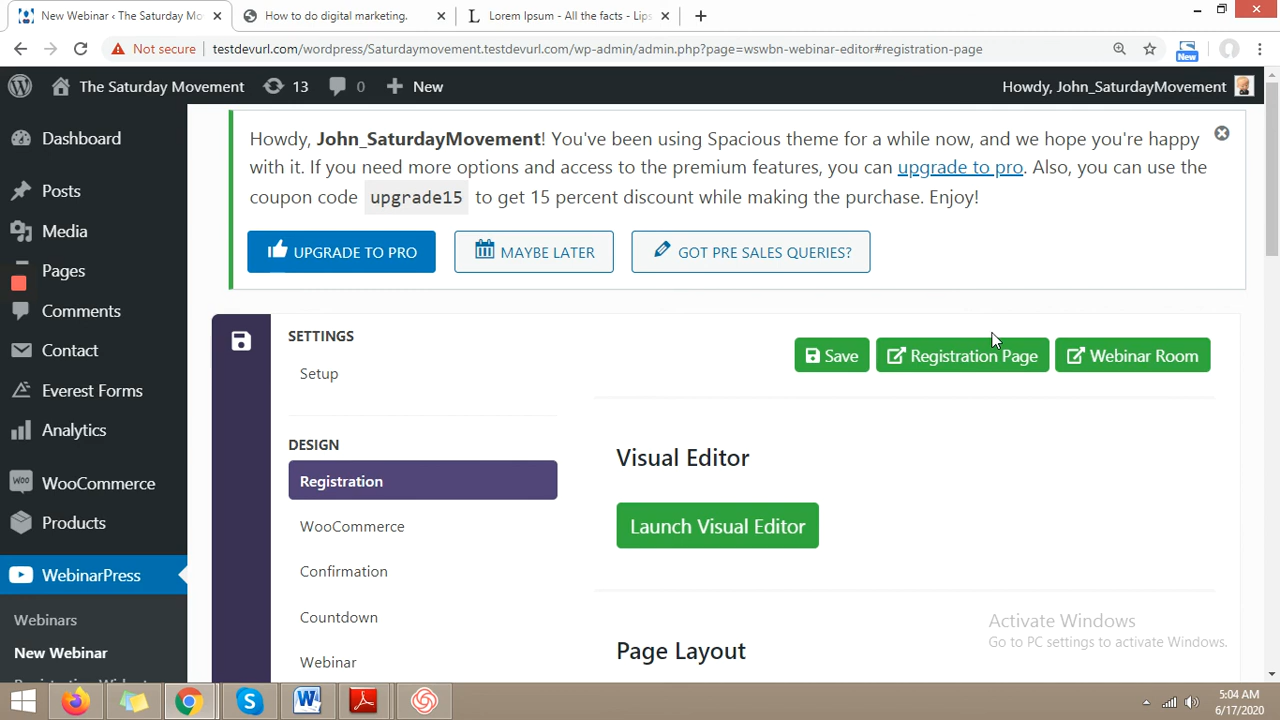 New Webinar ‹ The Saturday Mo
How to do digital marketing.
Lorem Ipsum - All the facts - Lips
Not secure
testdevurl.com/wordpress/Saturdaymovement.testdevurl.com/wp-admin/admin.php?page=wswbn-webinar-editor#registration-page
New
The Saturday Movement
13
0
New
Howdy, John_SaturdayMovement
Dashboard
Posts
Media
Pages
Comments
Contact
Everest Forms
Analytics
WooCommerce
Products
WebinarPress
Webinars
New Webinar
Howdy, John_SaturdayMovement! You've been using Spacious theme for a while now, and we hope you're happy
with it. If you need more options and access to the premium features, you can upgrade to pro. Also, you can use the
coupon code upgrade15 to get 15 percent discount while making the purchase. Enjoy!
UPGRADE TO PRO
MAYBE LATER
GOT PRE SALES QUERIES?
SETTINGS
Setup
DESIGN
Registration
WooCommerce
Confirmation
Countdown
Webinar
Save
Registration Page
Webinar Room
Visual Editor
Launch Visual Editor
Page Layout
Activate Windows
Go to PC settings to activate Windows.
5:04 AM
6/17/2020